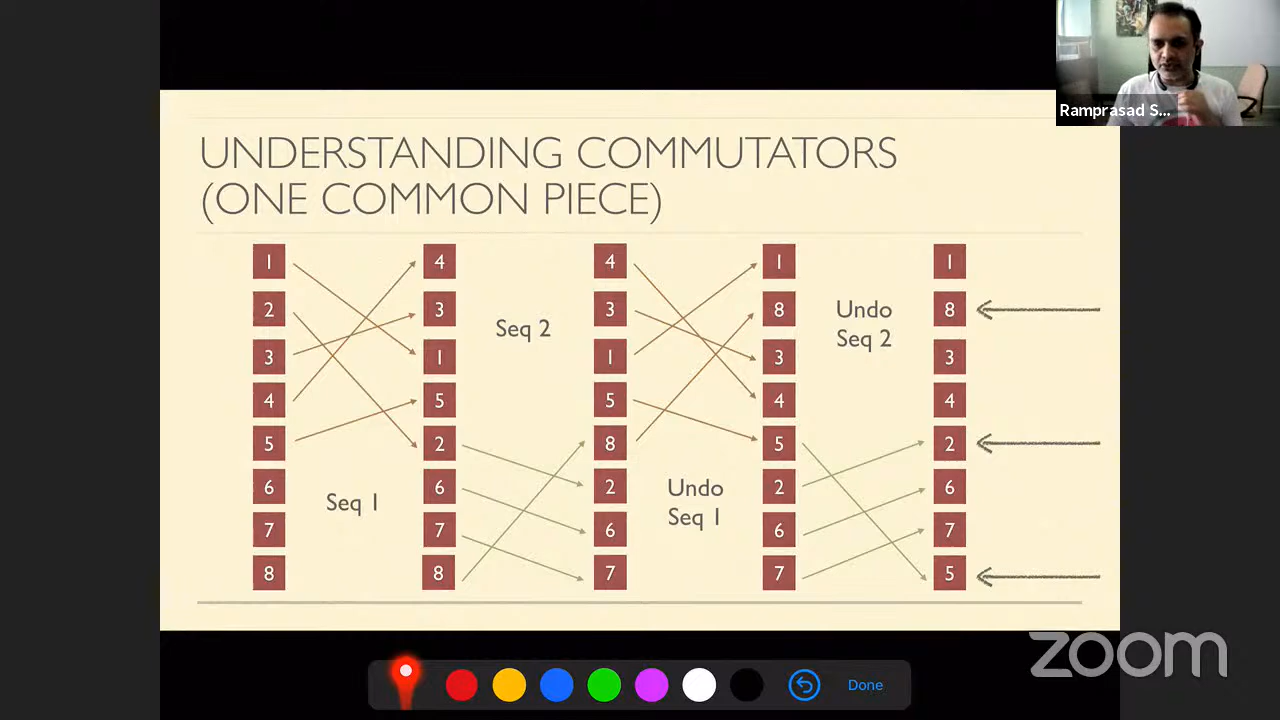 Ramprasad S...
UNDERSTANDING COMMUTATORS
(ONE COMMON PIECE)
1 4 4 1 1
2 3 3 8 Undo 8
Seq 2 Seq 2
3 1 1 3 3
4 5 5 4 4
5 2 8 5 2
6 6 2 Undo 2 6
Seq 1 Seq 1
7 7 6 6 7
8 8 7 7 5
zoom
Done